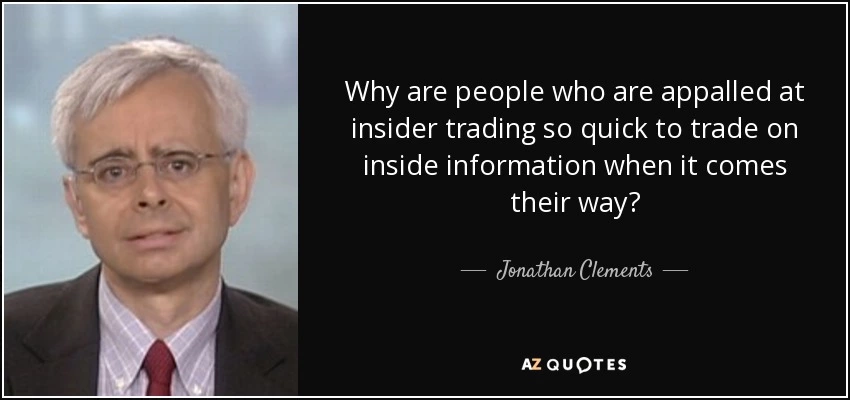 Why are people who are appalled at
insider trading so quick to trade on
inside information when it comes
their way?
Jonathan Clements
AZ QUOTES